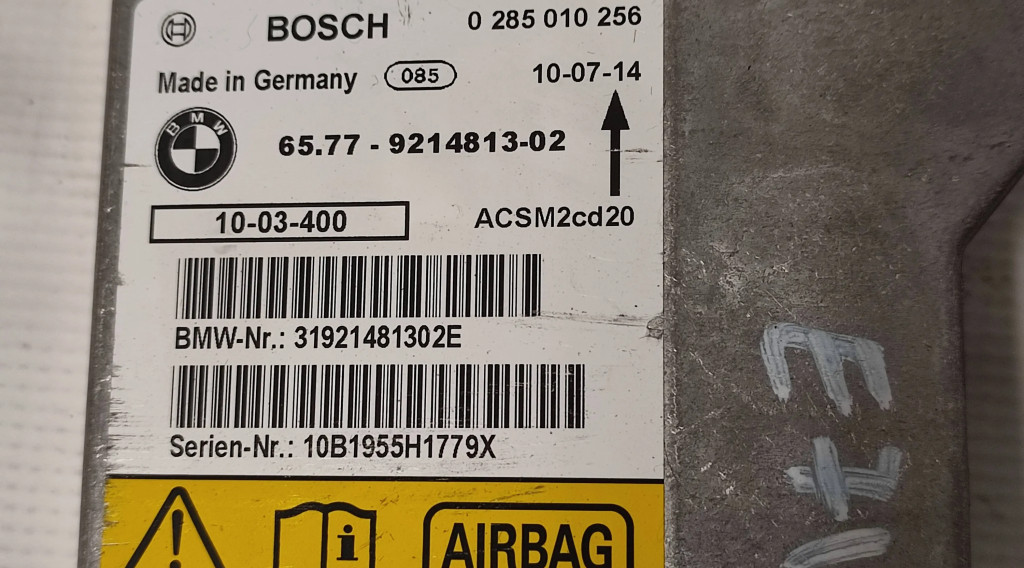 BOSCH 0 285 010 256
Made in Germany 085 10-07-14
BMW
65.77 - 9214813-02
10-03-400 ACSM2cd20
BMW-Nr.: 31921481302E
Serien-Nr.: 10B1955H1779X
i AIRBAG